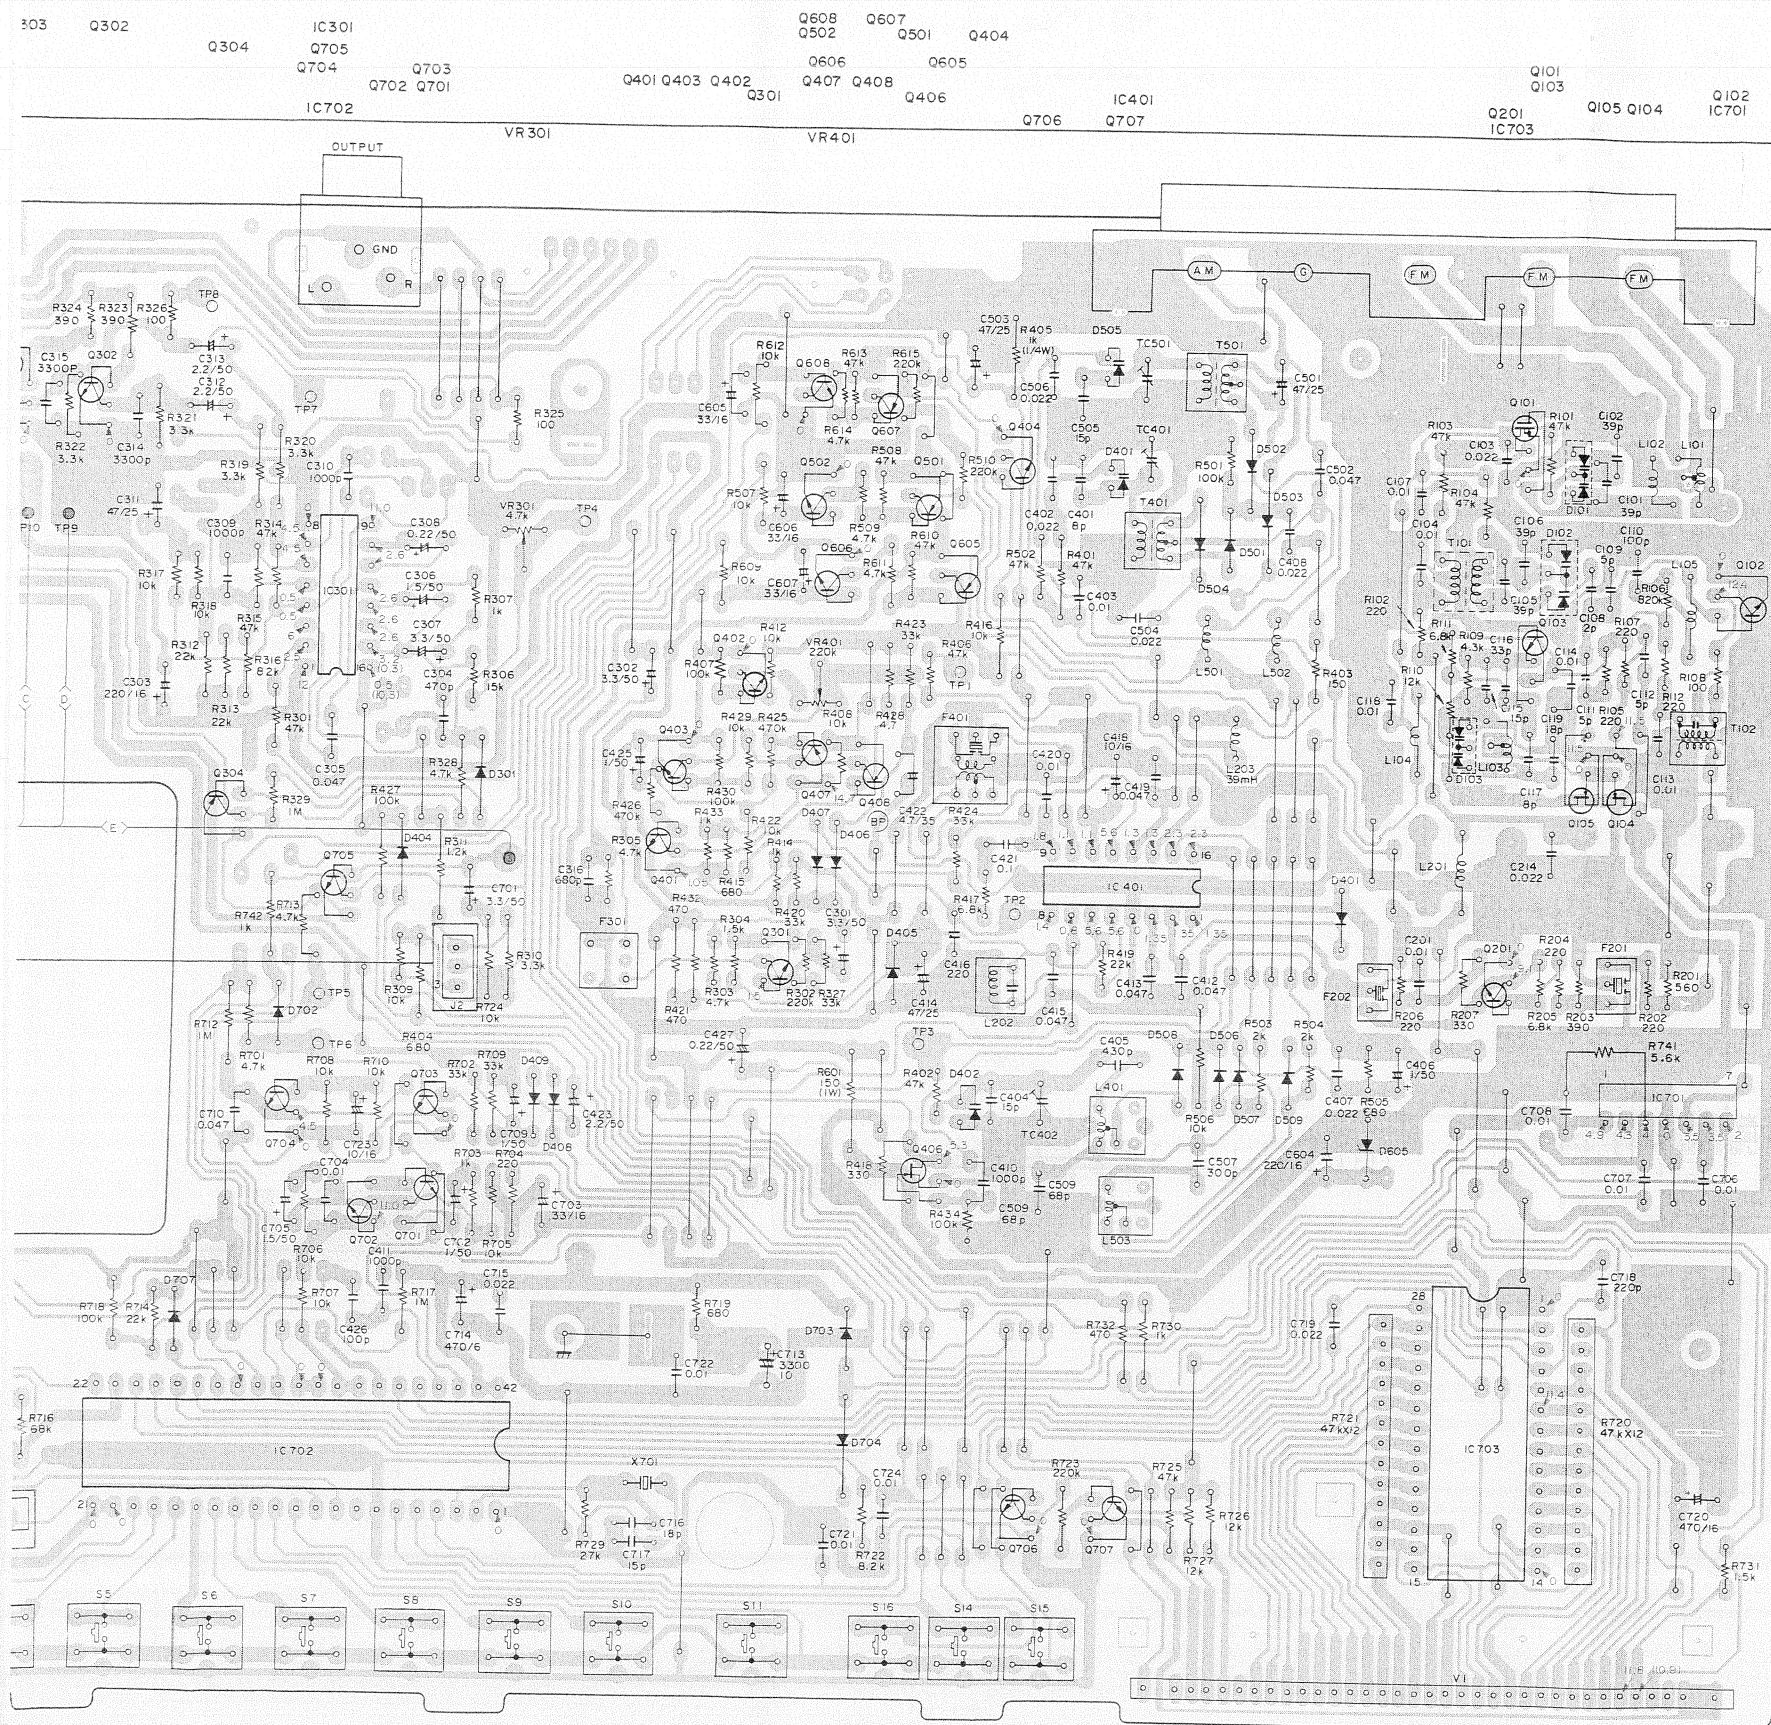 Q302
IC301
Q608 Q607
Q502 Q501 Q404
Q304 Q705
Q704 Q703
Q606 Q605
Q702 Q701
Q401 Q403 Q402 Q407 Q408
Q301 Q406
Q101
Q103
IC401
IC702
Q706 Q707
Q105 Q104
Q102
IC701
Q201
IC703
VR301
VR401
OUTPUT
GND
L R
AM G FM FM FM
R324
390
R323
390
R326
100
TP8
C315
3300P
Q302
C313
2.2/50
C312
2.2/50
TP7
R322
3.3k
C314
3300p
R321
3.3k
R320
3.3k
R319
3.3k
C310
1000p
R325
100
C311
47/25
TP9
C309
1000p
R314
47k
C308
0.22/50
VR301
4.7k
TP4
R317
10k
R318
10k
R315
47k
IC301
C306
1.5/50
R307
1k
C307
3.3/50
R312
22k
R316
82k
C303
220/16
C304
470p
R306
15k
R313
22k
R301
47k
C305
0.047
R328
4.7k
D301
Q304
R329
1M
R427
100k
E
D404
R311
1.2k
Q705
C701
3.3/50
R713
4.7k
R742
1k
R310
3.3k
R309
10k
J2
R724
10k
TP5
D702
TP6
R404
680
R712
1M
R701
4.7k
R708
10k
R710
10k
Q703
R702
33k
R709
33k
D409
C710
0.047
Q704
C723
10/16
C709
1/50
D408
C423
2.2/50
R703
1k
R704
220
C704
0.01
C705
1.5/50
Q702
Q701
C702
1/50
R705
10k
C703
33/16
R706
10k
C411
1000p
D707
R718
100k
R714
22k
R707
10k
C426
100p
R717
1M
C714
470/6
C715
0.022
R612
10k
Q608
R613
47k
R615
220k
C503
47/25
R405
1k
(1/4W)
D505
TC501
T501
C605
33/16
R614
4.7k
Q607
C506
0.022
C505
15p
C501
47/25
Q404
TC401
Q502
R508
47k
Q501
R510
220k
D401
D502
R501
100k
C502
0.047
R507
10k
C606
33/16
R509
4.7k
R610
47k
C402
0.022
C401
8p
T401
D503
Q606
Q605
R609
10k
C607
33/16
R611
4.7k
R502
47k
R401
47k
D501
D504
C408
0.022
C403
0.01
C504
0.022
Q402
R412
10k
VR401
220k
R423
33k
R406
47k
R416
10k
C302
3.3/50
R407
100k
TP1
L501
L502
R403
150
R429
10k
R425
470k
R408
10k
R428
4.7
F401
Q403
C425
1/50
Q407
Q408
C420
0.01
C418
10/16
C419
0.047
L203
39mH
R426
470k
R430
100k
R433
1k
R422
10k
D407
D406
BP
C422
4.7/35
R424
33k
R305
4.7k
Q401
R414
1k
R415
680
C421
0.1
IC401
C316
680p
R432
470
R420
33k
C301
3.3/50
R417
6.8k
TP2
F301
R304
1.5k
Q301
D405
R303
4.7k
R302
220k
R327
33k
C416
220
C414
47/25
L202
R419
22k
C413
0.047
C412
0.047
R421
470
C415
0.047
C427
0.22/50
TP3
C405
430p
D508
D506
R503
2k
R504
2k
R601
150
(1W)
R402
47k
D402
C404
15p
TC402
L401
R506
10k
D507
D509
Q406
R418
330
C410
1000p
C509
68p
C509
68p
R434
100k
L503
C507
300p
C604
220/16
D605
C407
0.022
R505
680
C406
1/50
Q101
R101
47k
C102
39p
R103
47k
C103
0.022
L102
L101
C107
0.01
R104
47k
D101
C101
39p
C104
0.01
C106
39p
D102
C110
100p
C109
5p
T101
L105
Q102
R106
820k
C105
39p
Q103
C108
2p
R107
220
R102
220
R111
6.8k
R109
4.3k
C116
33p
C114
0.01
R110
12k
R108
100
C118
0.01
C115
15p
C119
18p
C111
5p
R105
220
C112
5p
R112
220
T102
L104
D103
L103
C117
8p
Q105
Q104
C113
0.01
L201
C214
0.022
D401
C201
0.01
Q201
R204
220
F201
R201
560
F202
R206
220
R207
330
R205
6.8k
R203
390
R202
220
R741
5.6k
1 7
IC701
C708
0.01
C707
0.01
C706
0.01
C718
220p
C719
0.022
28
R721
47kX12
IC703
R720
47kX12
15 14
C720
470/16
R731
1.5k
R719
680
D703
C713
3300
10
C722
0.01
R732
470
R730
1k
22 42
R716
68k
IC702
21 1
D704
X701
C724
0.01
R723
220k
R725
47k
R729
27k
C716
18p
C717
15p
C721
0.01
R722
8.2k
Q706
Q707
R726
12k
R727
12k
S5 S6 S7 S8 S9 S10 S11 S16 S14 S15
V1